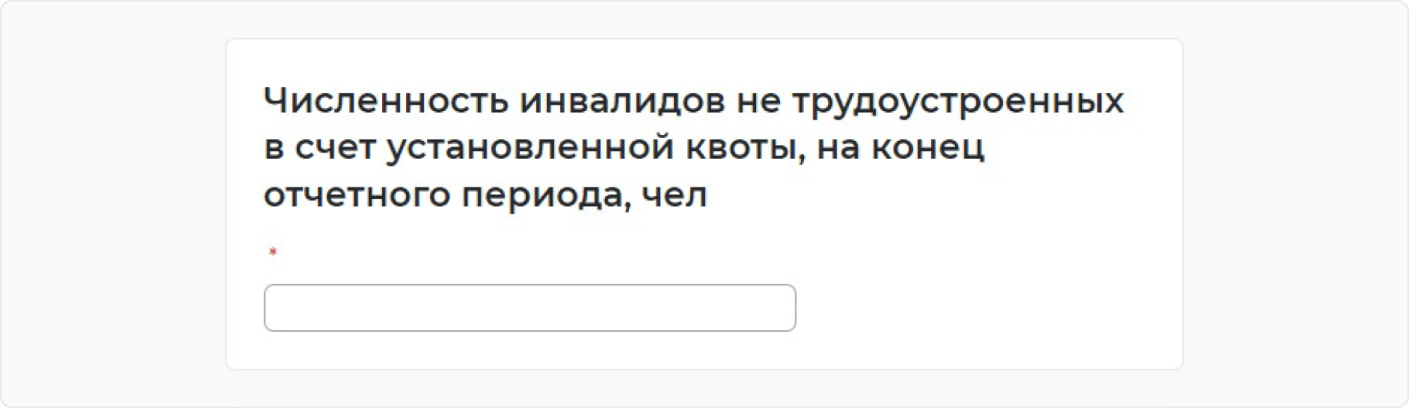 Численность инвалидов не трудоустроенных
в счет установленной квоты, на конец
отчетного периода, чел
*